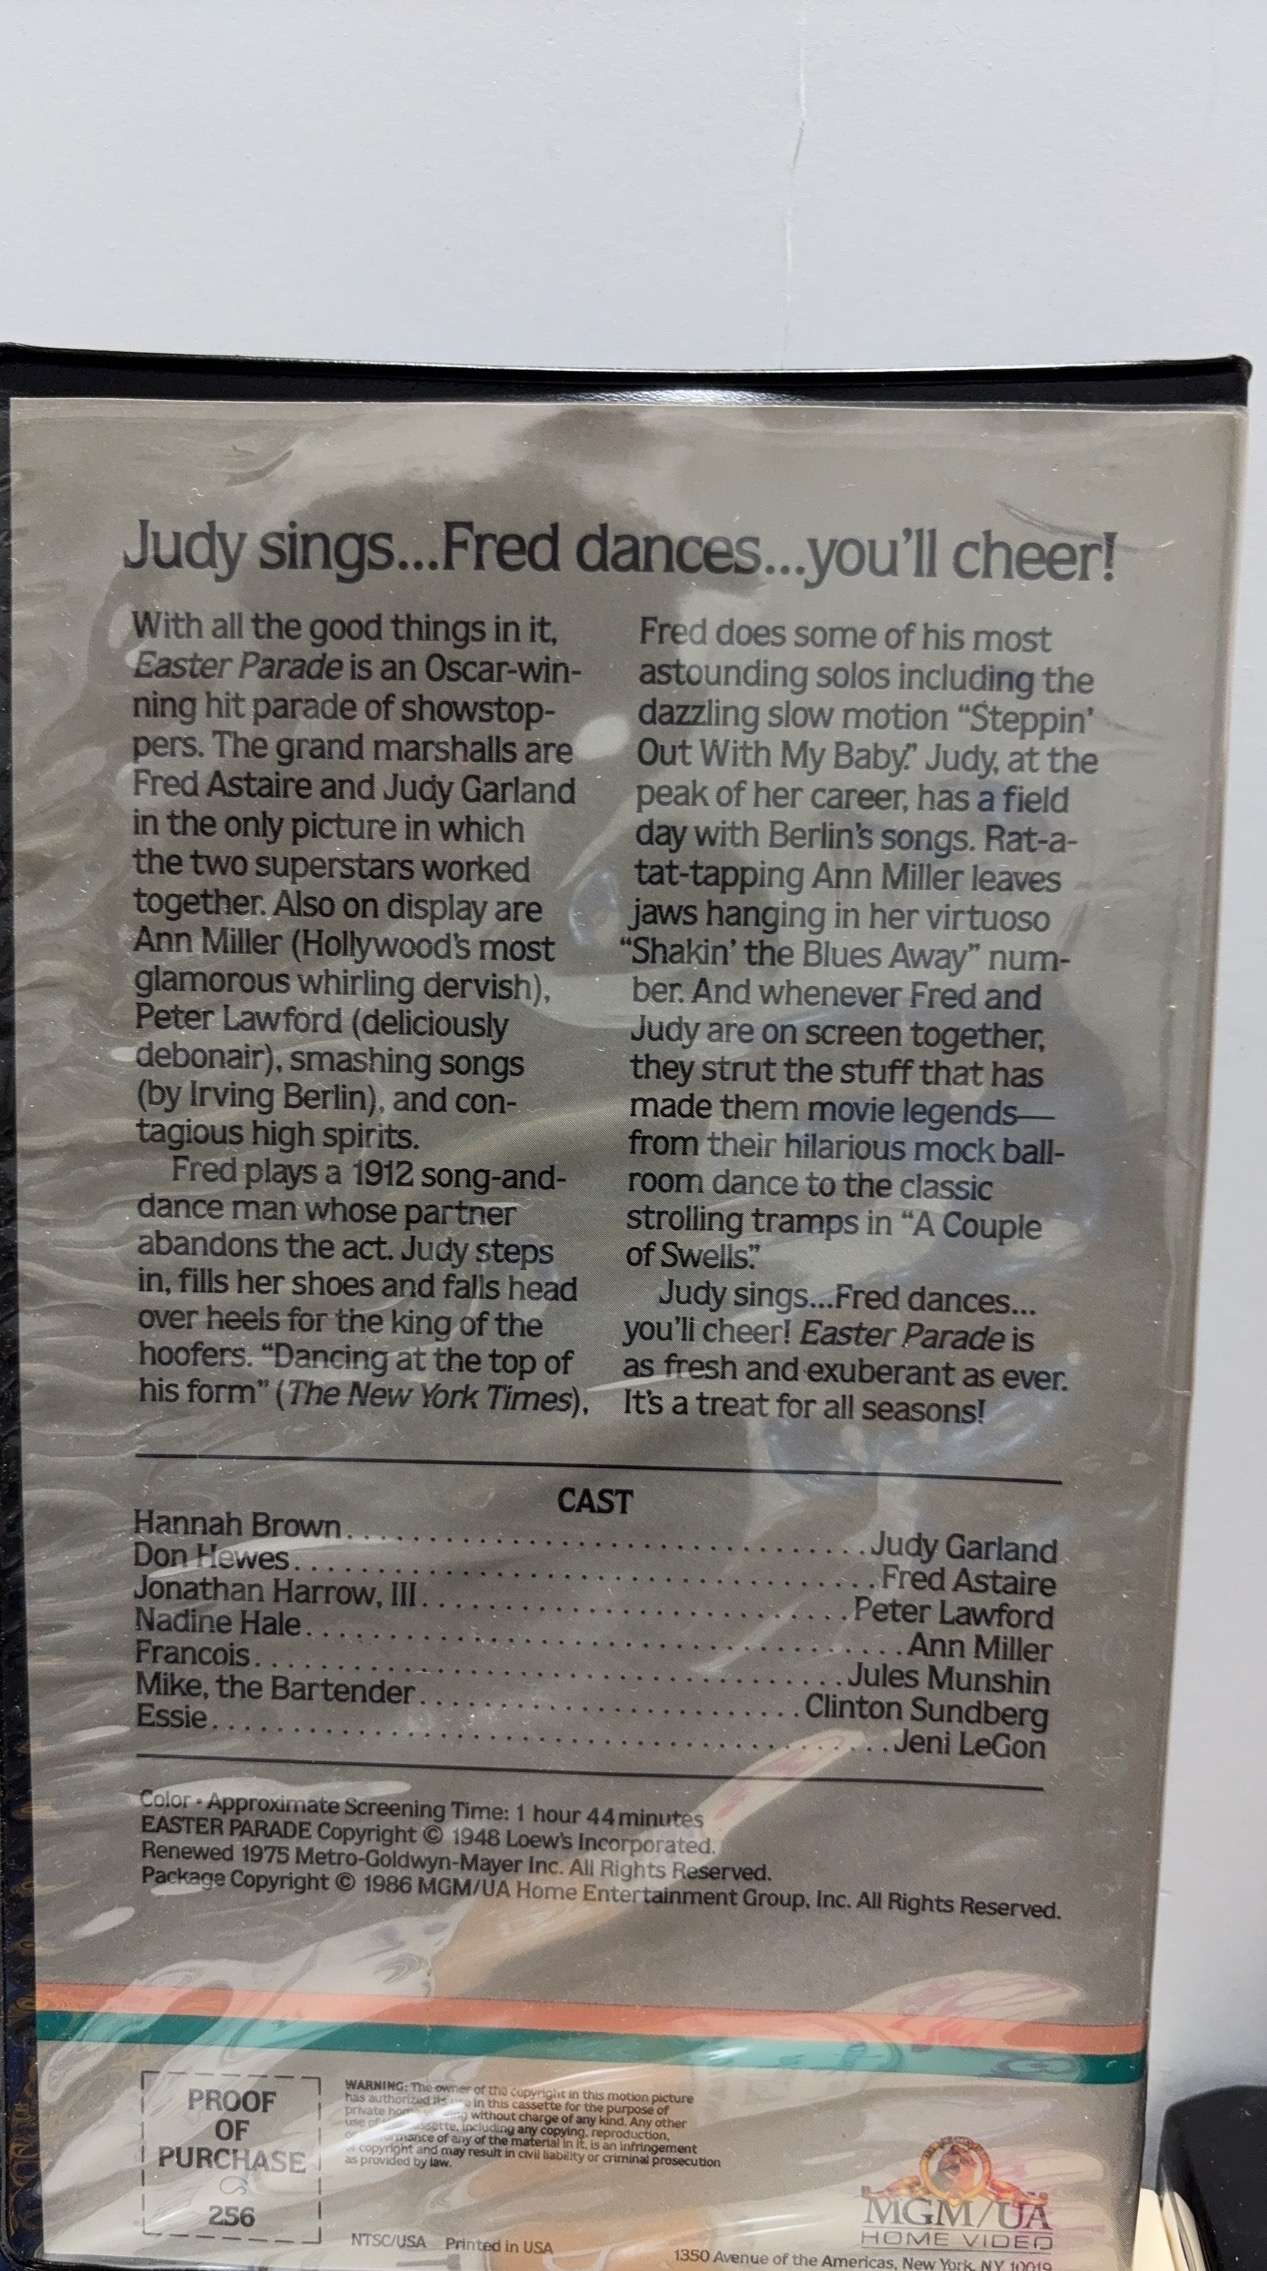 Judy sings...Fred dances...you'll cheer!
With all the good things in it,
Easter Parade is an Oscar-win-
ning hit parade of showstop-
pers. The grand marshalls are
Fred Astaire and Judy Garland
in the only picture in which
the two superstars worked
together. Also on display are
Ann Miller (Hollywood's most
glamorous whirling dervish),
Peter Lawford (deliciously
debonair), smashing songs
(by Irving Berlin), and con-
tagious high spirits.
Fred plays a 1912 song-and-
dance man whose partner
abandons the act. Judy steps
in, fills her shoes and falls head
over heels for the king of the
hoofers. “Dancing at the top of
his form” (The New York Times),
Fred does some of his most
astounding solos including the
dazzling slow motion “Steppin'
Out With My Baby.” Judy, at the
peak of her career, has a field
day with Berlin's songs. Rat-a-
tat-tapping Ann Miller leaves
jaws hanging in her virtuoso
“Shakin' the Blues Away” num-
ber. And whenever Fred and
Judy are on screen together,
they strut the stuff that has
made them movie legends—
from their hilarious mock ball-
room dance to the classic
strolling tramps in “A Couple
of Swells.”
Judy sings...Fred dances...
you'll cheer! Easter Parade is
as fresh and exuberant as ever.
It's a treat for all seasons!
CAST
Hannah Brown.....Judy Garland
Don Hewes.....Fred Astaire
Jonathan Harrow, III.....Peter Lawford
Nadine Hale.....Ann Miller
Francois.....Jules Munshin
Mike, the Bartender.....Clinton Sundberg
Essie.....Jeni LeGon
Color • Approximate Screening Time: 1 hour 44 minutes
EASTER PARADE Copyright © 1948 Loew's Incorporated.
Renewed 1975 Metro-Goldwyn-Mayer Inc. All Rights Reserved.
Package Copyright © 1986 MGM/UA Home Entertainment Group, Inc. All Rights Reserved.
PROOF
OF
PURCHASE
256
WARNING: The owner of the copyright in this motion picture
has authorized its in this cassette for the purpose of
private without charge of any kind. Any other
use of including any copying, reproduction,
of any of the material in it, is an infringement
of copyright and may result in civil liability or criminal prosecution
as provided by law.
NTSC/USA Printed in USA
MGM/UA
HOME VIDEO
1350 Avenue of the Americas, New York, NY 10019